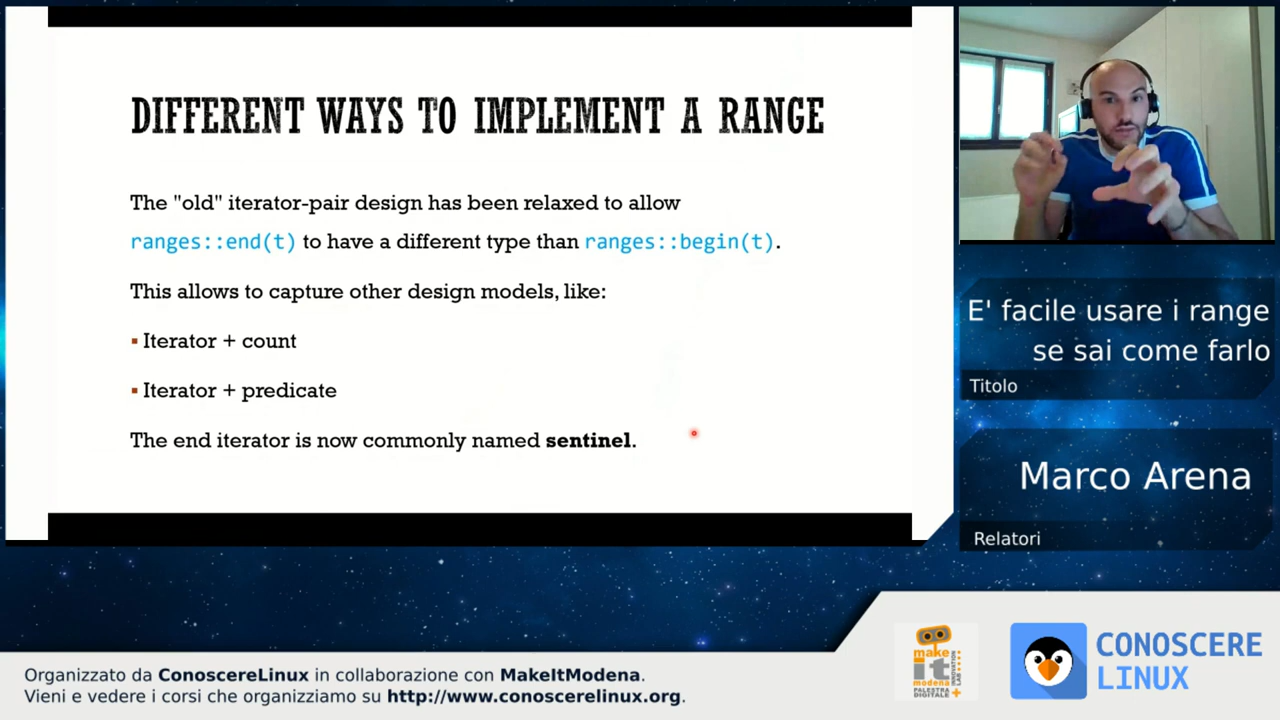 DIFFERENT WAYS TO IMPLEMENT A RANGE
The "old" iterator-pair design has been relaxed to allow
ranges::end(t) to have a different type than ranges::begin(t).
This allows to capture other design models, like:
▪ Iterator + count
▪ Iterator + predicate
The end iterator is now commonly named sentinel.
E' facile usare i range
se sai come farlo
Titolo
Marco Arena
Relatori
Organizzato da ConoscereLinux in collaborazione con MakeItModena.
Vieni e vedere i corsi che organizziamo su http://www.conoscerelinux.org.
make
it
modena
PALESTRA
DIGITALE
INNOVATION
LAB
CONOSCERE
LINUX